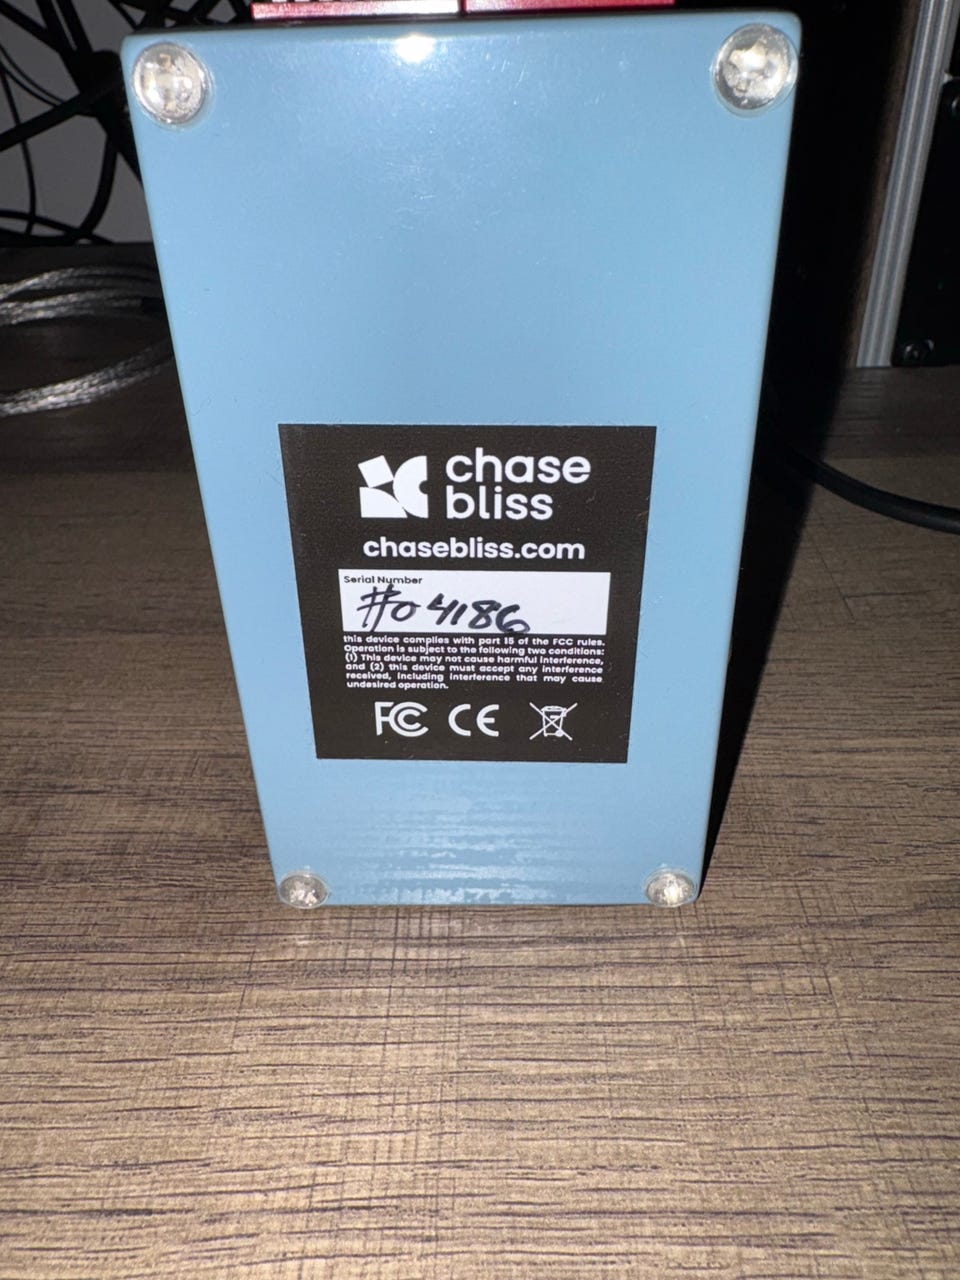 chase
bliss
chasebliss.com
Serial Number
#04186
this device complies with part 15 of the FCC rules.
Operation is subject to the following two conditions:
(1) This device may not cause harmful interference,
and (2) this device must accept any interference
received, including interference that may cause
undesired operation.
FC CE